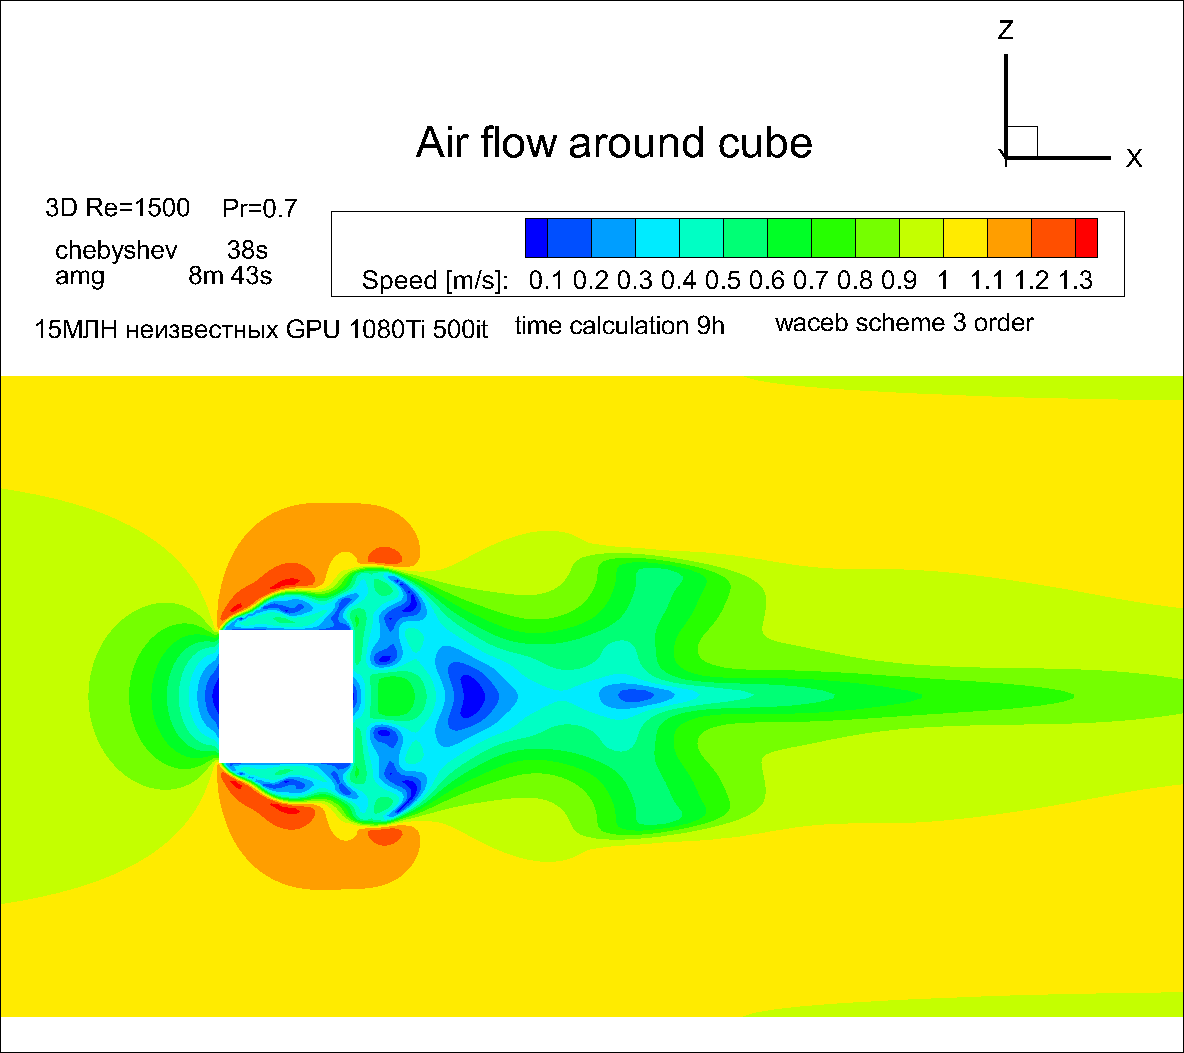 Z
Air flow around cube
Y
X
3D Re=1500 Pr=0.7
chebyshev 38s
amg 8m 43s
Speed [m/s]: 0.1 0.2 0.3 0.4 0.5 0.6 0.7 0.8 0.9 1 1.1 1.2 1.3
15МЛН неизвестных GPU 1080Ti 500it time calculation 9h waceb scheme 3 order